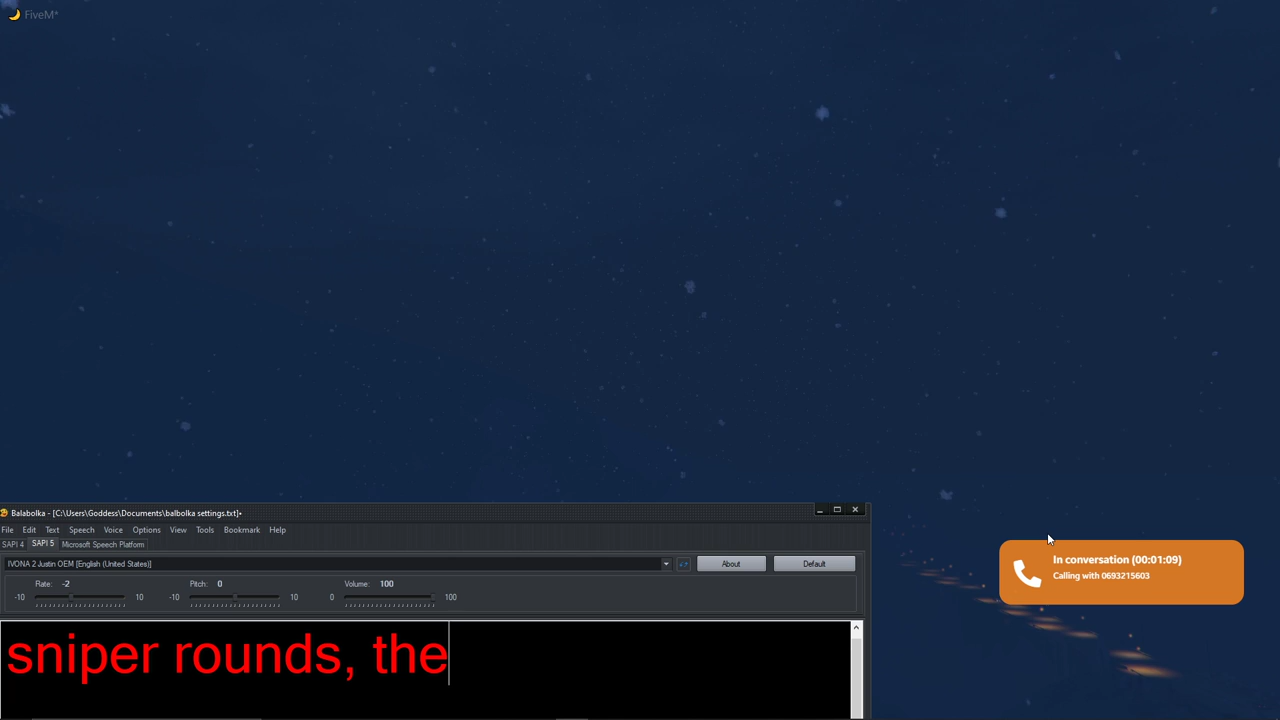 FiveM*
Balabolka - [C:\Users\Goddess\Documents\balbolka settings.txt]*
File Edit Text Speech Voice Options View Tools Bookmark Help
SAPI 4 SAPI 5 Microsoft Speech Platform
IVONA 2 Justin OEM [English (United States)] About Default
Rate: -2 Pitch: 0 Volume: 100
-10 10 -10 10 0 100
In conversation (00:01:09)
Calling with 0693215603
sniper rounds, the